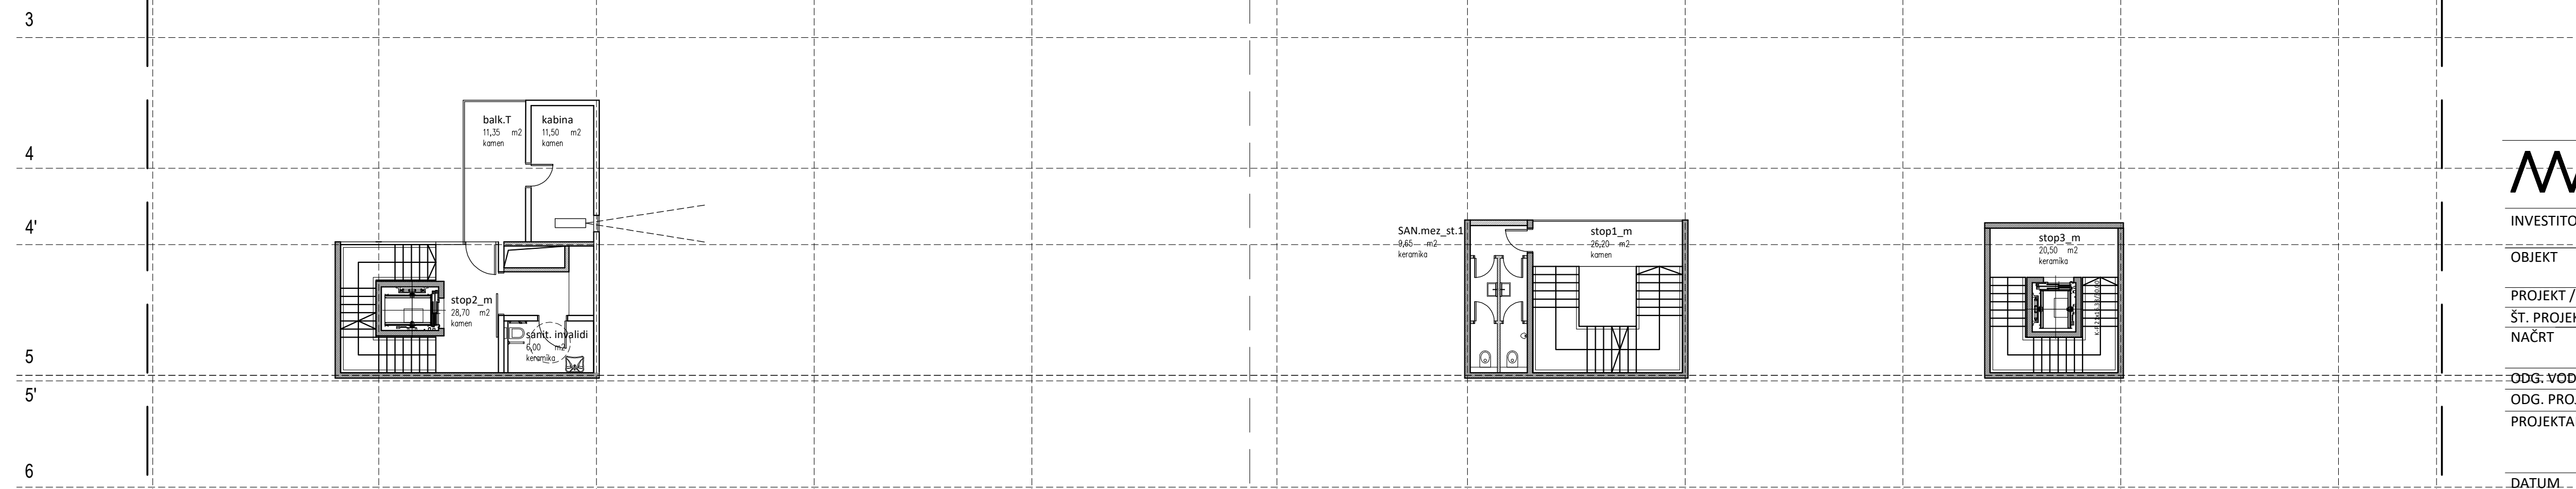 3
4
4'
5
5'
6
balk.T
11,35 m2
kamen
kabina
11,50 m2
kamen
stop2_m
28,70 m2
kamen
sanit. invalidi
6,00 m2
keramika
SAN.mez_st.1
9,65 m2
keramika
stop1_m
26,20 m2
kamen
stop3_m
20,50 m2
keramika
INVESTITO
OBJEKT
PROJEKT /
ŠT. PROJEK
NAČRT
ODG. VOD
ODG. PROJ
PROJEKTA
DATUM